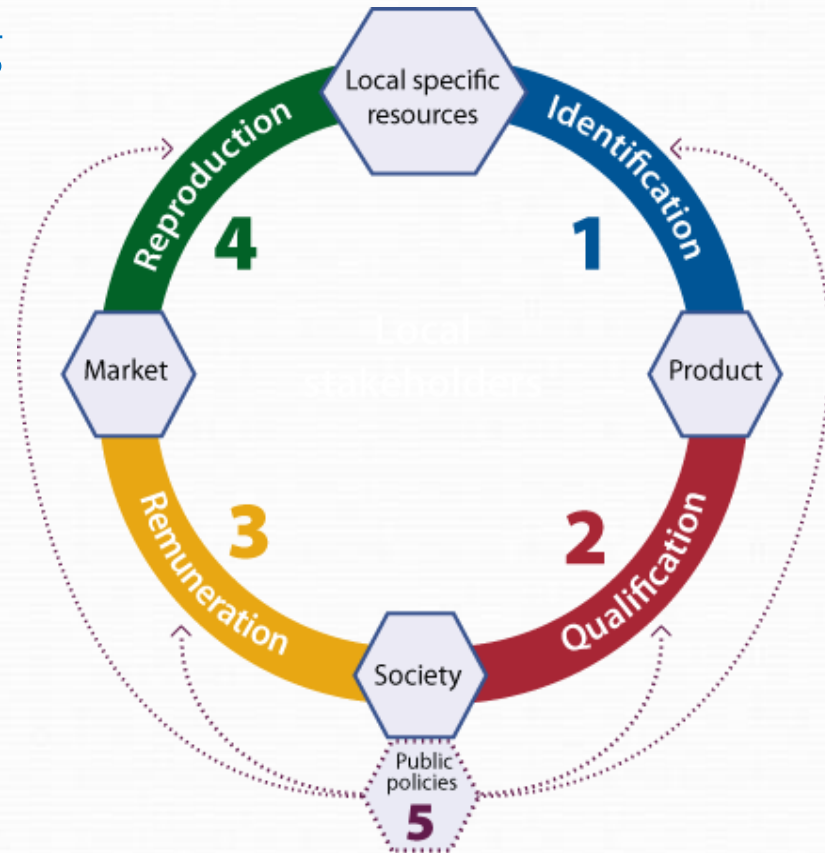 Local specific
resources
Identification
1
Product
Qualification
2
Society
Remuneration
3
Market
Reproduction
4
Local
stakeholders
Public
policies
5